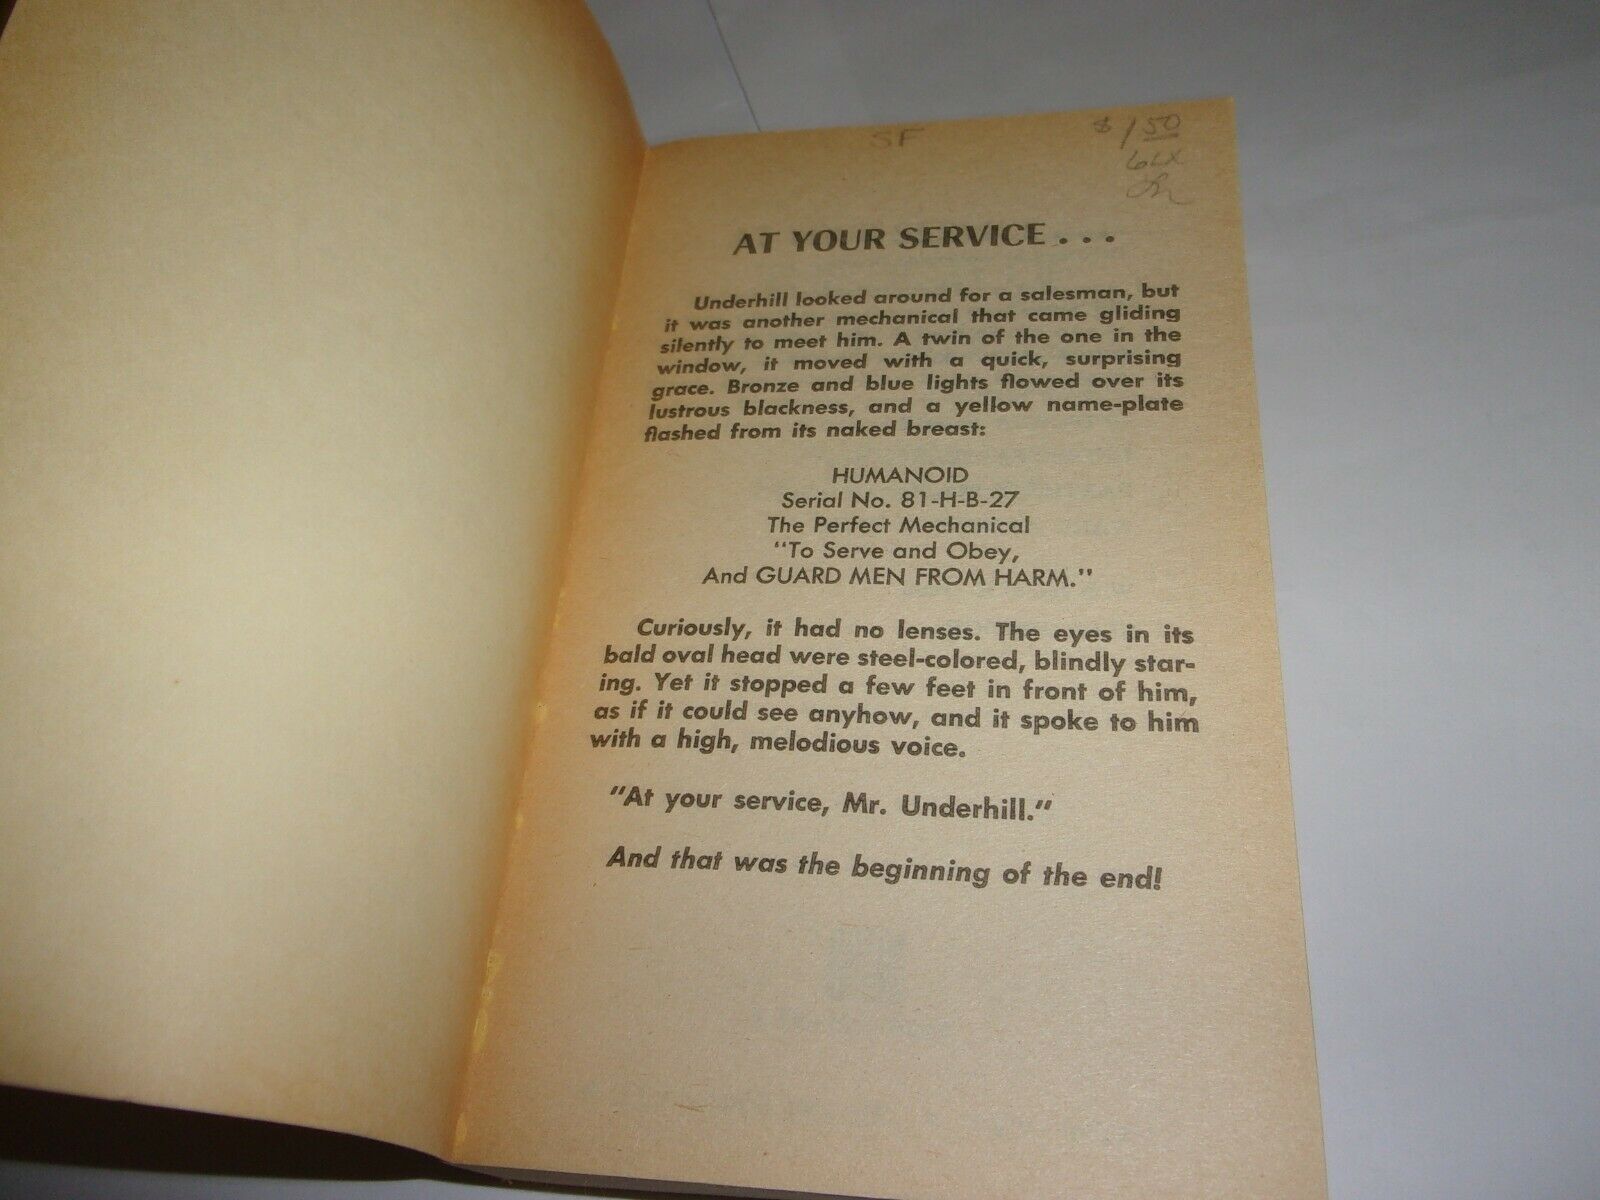 SF
$1 50
AT YOUR SERVICE . . .
Underhill looked around for a salesman, but
it was another mechanical that came gliding
silently to meet him. A twin of the one in the
window, it moved with a quick, surprising
grace. Bronze and blue lights flowed over its
lustrous blackness, and a yellow name-plate
flashed from its naked breast:
HUMANOID
Serial No. 81-H-B-27
The Perfect Mechanical
"To Serve and Obey,
And GUARD MEN FROM HARM."
Curiously, it had no lenses. The eyes in its
bald oval head were steel-colored, blindly star-
ing. Yet it stopped a few feet in front of him,
as if it could see anyhow, and it spoke to him
with a high, melodious voice.
"At your service, Mr. Underhill."
And that was the beginning of the end!